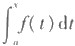 ∫ₐˣ f(t) dt